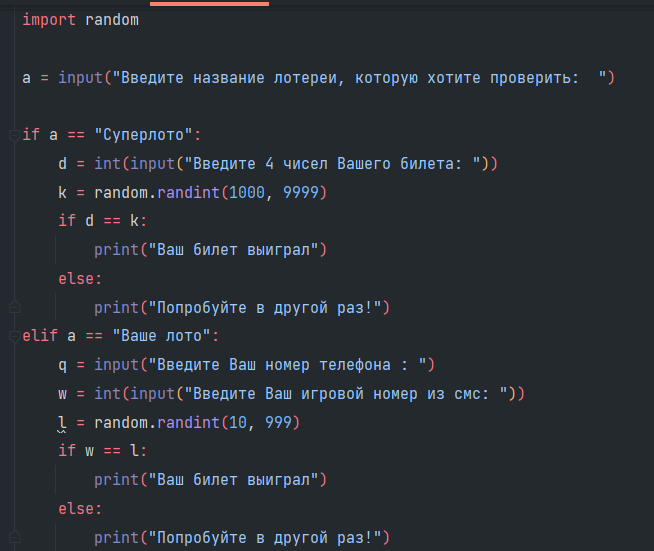 import random
a = input("Введите название лотереи, которую хотите проверить:  ")
if a == "Суперлото":
    d = int(input("Введите 4 чисел Вашего билета: "))
    k = random.randint(1000, 9999)
    if d == k:
        print("Ваш билет выиграл")
    else:
        print("Попробуйте в другой раз!")
elif a == "Ваше лото":
    q = input("Введите Ваш номер телефона : ")
    w = int(input("Введите Ваш игровой номер из смс: "))
    l = random.randint(10, 999)
    if w == l:
        print("Ваш билет выиграл")
    else:
        print("Попробуйте в другой раз!")